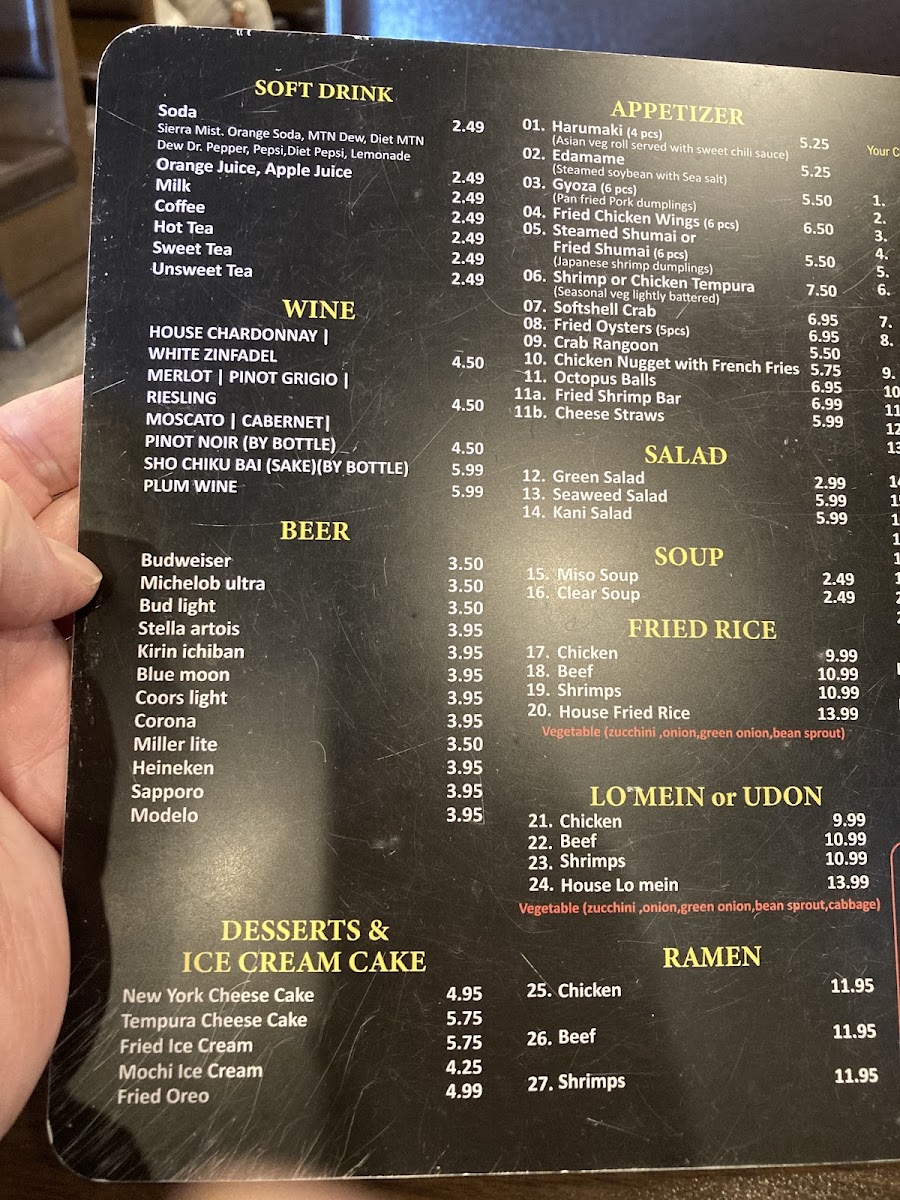 SOFT DRINK
Soda 2.49
Sierra Mist. Orange Soda, MTN Dew, Diet MTN
Dew Dr. Pepper, Pepsi,Diet Pepsi, Lemonade
Orange Juice, Apple Juice 2.49
Milk 2.49
Coffee 2.49
Hot Tea 2.49
Sweet Tea 2.49
Unsweet Tea 2.49
WINE
HOUSE CHARDONNAY |
WHITE ZINFADEL 4.50
MERLOT | PINOT GRIGIO |
RIESLING 4.50
MOSCATO | CABERNET|
PINOT NOIR (BY BOTTLE) 4.50
SHO CHIKU BAI (SAKE)(BY BOTTLE) 5.99
PLUM WINE 5.99
BEER
Budweiser 3.50
Michelob ultra 3.50
Bud light 3.50
Stella artois 3.95
Kirin ichiban 3.95
Blue moon 3.95
Coors light 3.95
Corona 3.95
Miller lite 3.50
Heineken 3.95
Sapporo 3.95
Modelo 3.95
DESSERTS &
ICE CREAM CAKE
New York Cheese Cake 4.95
Tempura Cheese Cake 5.75
Fried Ice Cream 5.75
Mochi Ice Cream 4.25
Fried Oreo 4.99
APPETIZER
01. Harumaki (4 pcs) 5.25
(Asian veg roll served with sweet chili sauce)
02. Edamame 5.25
(Steamed soybean with Sea salt)
03. Gyoza (6 pcs) 5.50
(Pan fried Pork dumplings)
04. Fried Chicken Wings (6 pcs) 6.50
05. Steamed Shumai or
Fried Shumai (6 pcs) 5.50
(Japanese shrimp dumplings)
06. Shrimp or Chicken Tempura 7.50
(Seasonal veg lightly battered)
07. Softshell Crab 6.95
08. Fried Oysters (5pcs) 6.95
09. Crab Rangoon 5.50
10. Chicken Nugget with French Fries 5.75
11. Octopus Balls 6.95
11a. Fried Shrimp Bar 6.99
11b. Cheese Straws 5.99
SALAD
12. Green Salad 2.99
13. Seaweed Salad 5.99
14. Kani Salad 5.99
SOUP
15. Miso Soup 2.49
16. Clear Soup 2.49
FRIED RICE
17. Chicken 9.99
18. Beef 10.99
19. Shrimps 10.99
20. House Fried Rice 13.99
Vegetable (zucchini ,onion,green onion,bean sprout)
LO MEIN or UDON
21. Chicken 9.99
22. Beef 10.99
23. Shrimps 10.99
24. House Lo mein 13.99
Vegetable (zucchini ,onion,green onion,bean sprout,cabbage)
RAMEN
25. Chicken 11.95
26. Beef 11.95
27. Shrimps 11.95
Your
1.
2.
3.
4.
5.
6.
7.
8.
9.
10
11
12
13
14